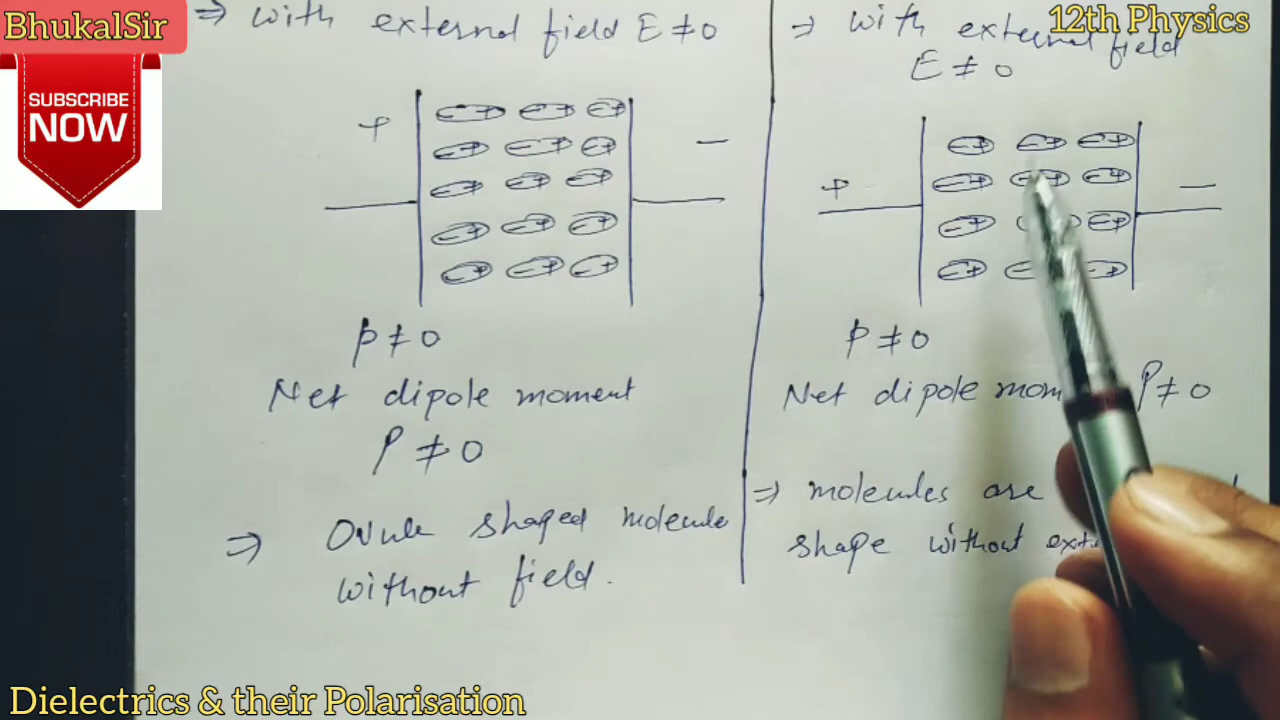 BhukalSir
12th Physics
SUBSCRIBE
NOW
⇒ with external field E ≠ 0
+
−
p ≠ 0
Net dipole moment
P ≠ 0
⇒ Ovule shaped molecule
without field.
⇒ with external field
E ≠ 0
+
−
P ≠ 0
Net dipole mom P ≠ 0
⇒ molecules are
shape without
Dielectrics & their Polarisation